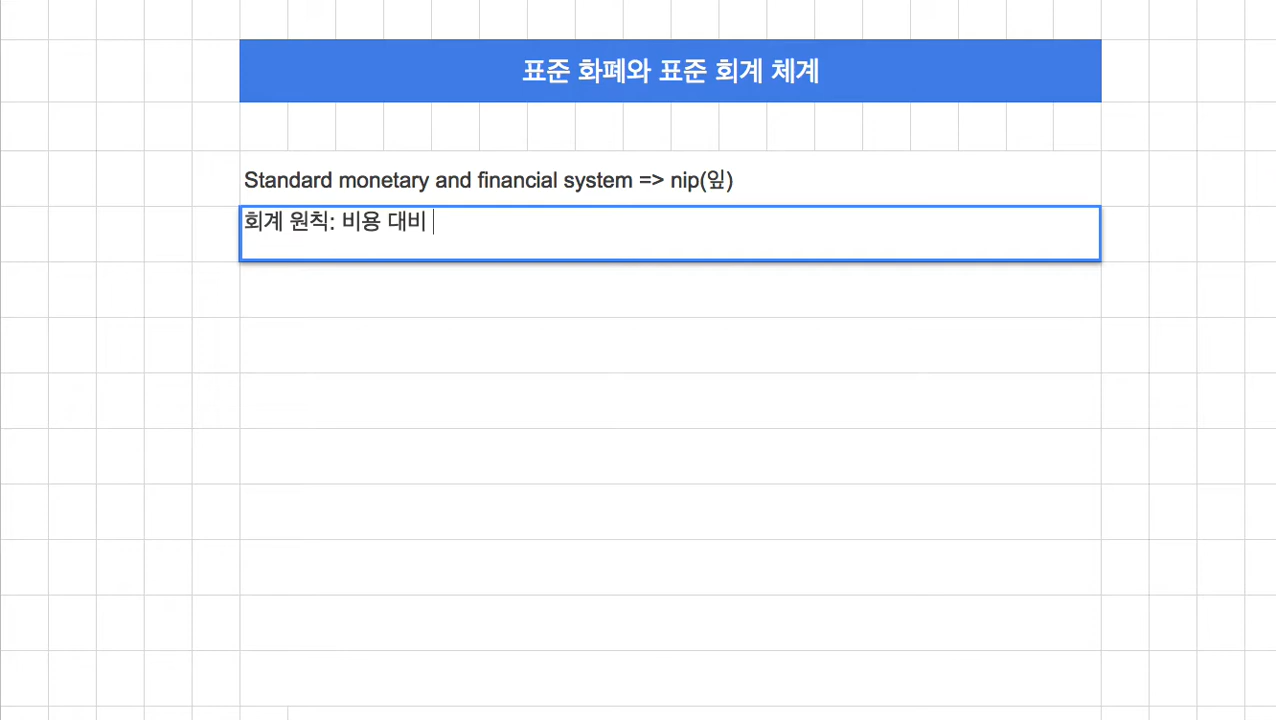 표준 화폐와 표준 회계 체계
Standard monetary and financial system => nip(잎)
회계 원칙: 비용 대비